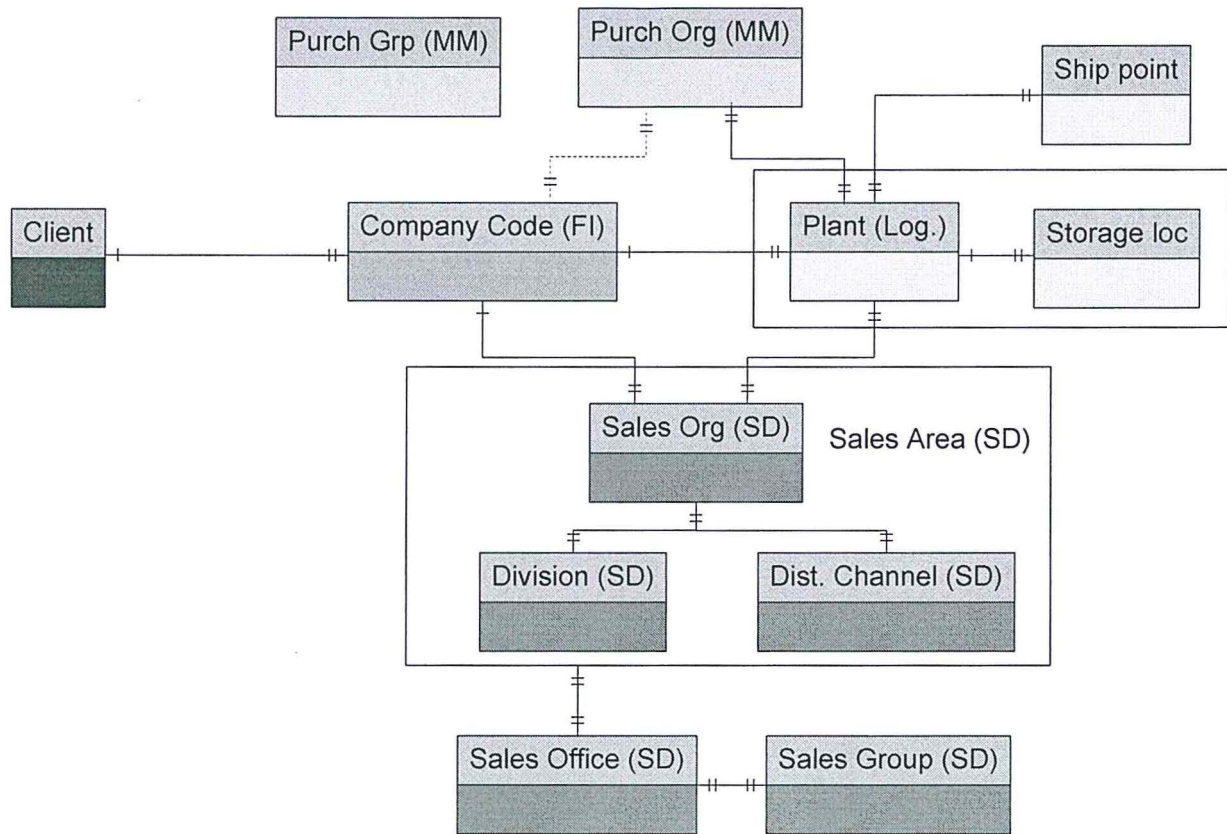 Purch Grp (MM)
Purch Org (MM)
Ship point
Client
Company Code (FI)
Plant (Log.)
Storage loc
Sales Org (SD)
Sales Area (SD)
Division (SD)
Dist. Channel (SD)
Sales Office (SD)
Sales Group (SD)